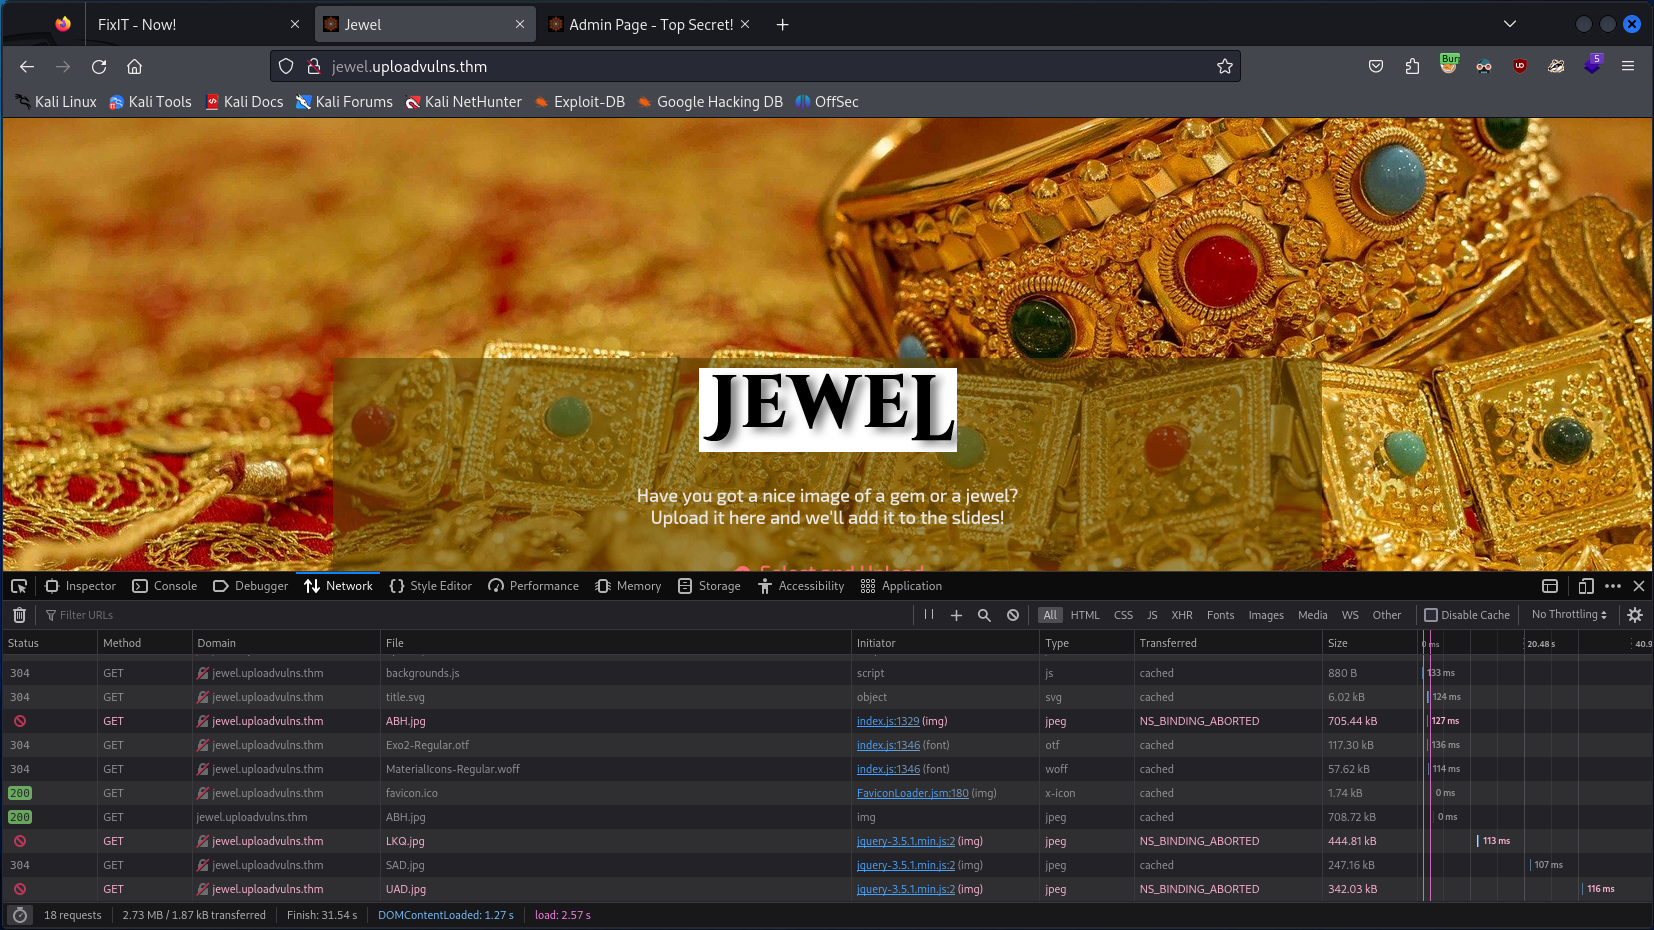 FixIT - Now!
Jewel
Admin Page - Top Secret!
jewel.uploadvulns.thm
Bur
UD
5
Kali Linux Kali Tools Kali Docs Kali Forums Kali NetHunter Exploit-DB Google Hacking DB OffSec
JEWEL
Have you got a nice image of a gem or a jewel?
Upload it here and we'll add it to the slides!
Select and Upload
Inspector Console Debugger Network Style Editor Performance Memory Storage Accessibility Application
Filter URLs All HTML CSS JS XHR Fonts Images Media WS Other Disable Cache No Throttling
Status Method Domain File Initiator Type Transferred Size 0 ms 20.48 s 40.9
304 GET jewel.uploadvulns.thm backgrounds.js script js cached 880 B 133 ms
304 GET jewel.uploadvulns.thm title.svg object svg cached 6.02 kB 124 ms
GET jewel.uploadvulns.thm ABH.jpg index.js:1329 (img) jpeg NS_BINDING_ABORTED 705.44 kB 127 ms
304 GET jewel.uploadvulns.thm Exo2-Regular.otf index.js:1346 (font) otf cached 117.30 kB 136 ms
304 GET jewel.uploadvulns.thm MaterialIcons-Regular.woff index.js:1346 (font) woff cached 57.62 kB 114 ms
200 GET jewel.uploadvulns.thm favicon.ico FaviconLoader.jsm:180 (img) x-icon cached 1.74 kB 0 ms
200 GET jewel.uploadvulns.thm ABH.jpg img jpeg cached 708.72 kB 0 ms
GET jewel.uploadvulns.thm LKQ.jpg jquery-3.5.1.min.js:2 (img) jpeg NS_BINDING_ABORTED 444.81 kB 113 ms
304 GET jewel.uploadvulns.thm SAD.jpg jquery-3.5.1.min.js:2 (img) jpeg cached 247.16 kB 107 ms
GET jewel.uploadvulns.thm UAD.jpg jquery-3.5.1.min.js:2 (img) jpeg NS_BINDING_ABORTED 342.03 kB 116 ms
18 requests 2.73 MB / 1.87 kB transferred Finish: 31.54 s DOMContentLoaded: 1.27 s load: 2.57 s